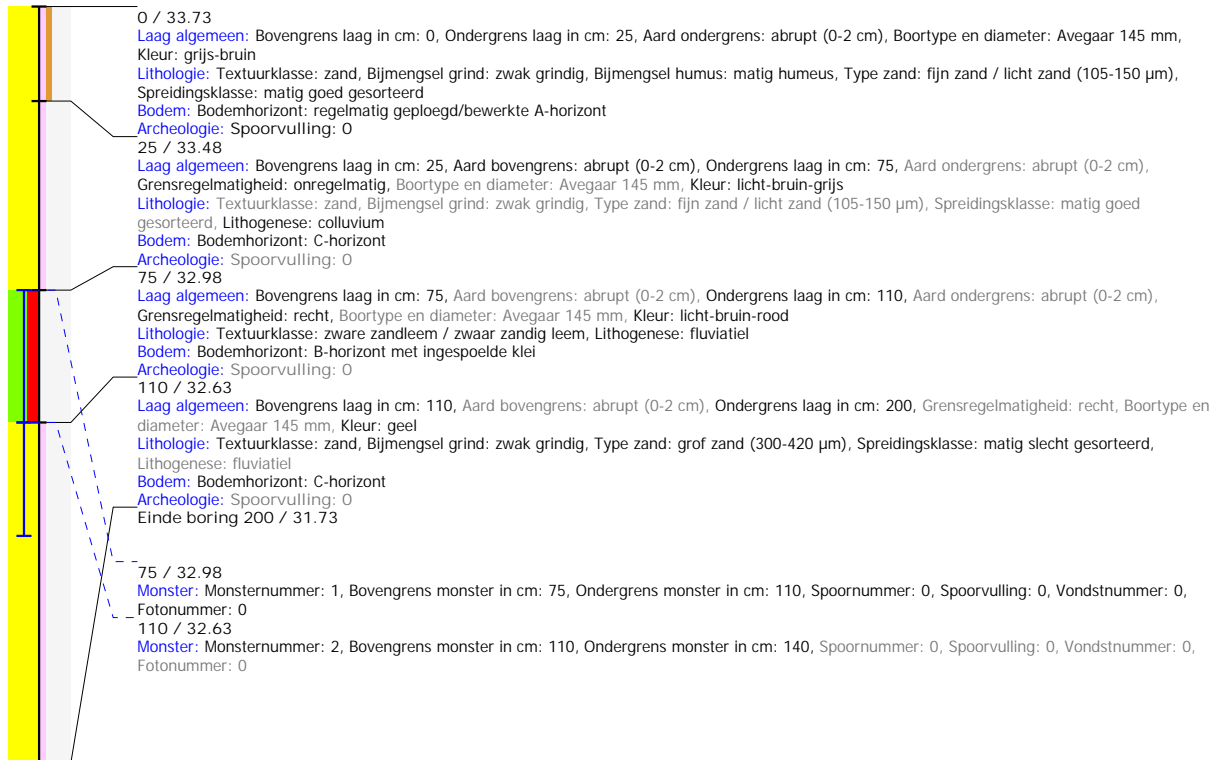 0 / 33.73
Laag algemeen: Bovengrens laag in cm: 0, Ondergrens laag in cm: 25, Aard ondergrens: abrupt (0-2 cm), Boortype en diameter: Avegaar 145 mm,
Kleur: grijs-bruin
Lithologie: Textuurklasse: zand, Bijmengsel grind: zwak grindig, Bijmengsel humus: matig humeus, Type zand: fijn zand / licht zand (105-150 µm),
Spreidingsklasse: matig goed gesorteerd
Bodem: Bodemhorizont: regelmatig geploegd/bewerkte A-horizont
Archeologie: Spoorvulling: 0
25 / 33.48
Laag algemeen: Bovengrens laag in cm: 25, Aard bovengrens: abrupt (0-2 cm), Ondergrens laag in cm: 75, Aard ondergrens: abrupt (0-2 cm),
Grensregelmatigheid: onregelmatig, Boortype en diameter: Avegaar 145 mm, Kleur: licht-bruin-grijs
Lithologie: Textuurklasse: zand, Bijmengsel grind: zwak grindig, Type zand: fijn zand / licht zand (105-150 µm), Spreidingsklasse: matig goed
gesorteerd, Lithogenese: colluvium
Bodem: Bodemhorizont: C-horizont
Archeologie: Spoorvulling: 0
75 / 32.98
Laag algemeen: Bovengrens laag in cm: 75, Aard bovengrens: abrupt (0-2 cm), Ondergrens laag in cm: 110, Aard ondergrens: abrupt (0-2 cm),
Grensregelmatigheid: recht, Boortype en diameter: Avegaar 145 mm, Kleur: licht-bruin-rood
Lithologie: Textuurklasse: zware zandleem / zwaar zandig leem, Lithogenese: fluviatiel
Bodem: Bodemhorizont: B-horizont met ingespoelde klei
Archeologie: Spoorvulling: 0
110 / 32.63
Laag algemeen: Bovengrens laag in cm: 110, Aard bovengrens: abrupt (0-2 cm), Ondergrens laag in cm: 200, Grensregelmatigheid: recht, Boortype en
diameter: Avegaar 145 mm, Kleur: geel
Lithologie: Textuurklasse: zand, Bijmengsel grind: zwak grindig, Type zand: grof zand (300-420 µm), Spreidingsklasse: matig slecht gesorteerd,
Lithogenese: fluviatiel
Bodem: Bodemhorizont: C-horizont
Archeologie: Spoorvulling: 0
Einde boring 200 / 31.73
75 / 32.98
Monster: Monsternummer: 1, Bovengrens monster in cm: 75, Ondergrens monster in cm: 110, Spoornummer: 0, Spoorvulling: 0, Vondstnummer: 0,
Fotonummer: 0
110 / 32.63
Monster: Monsternummer: 2, Bovengrens monster in cm: 110, Ondergrens monster in cm: 140, Spoornummer: 0, Spoorvulling: 0, Vondstnummer: 0,
Fotonummer: 0